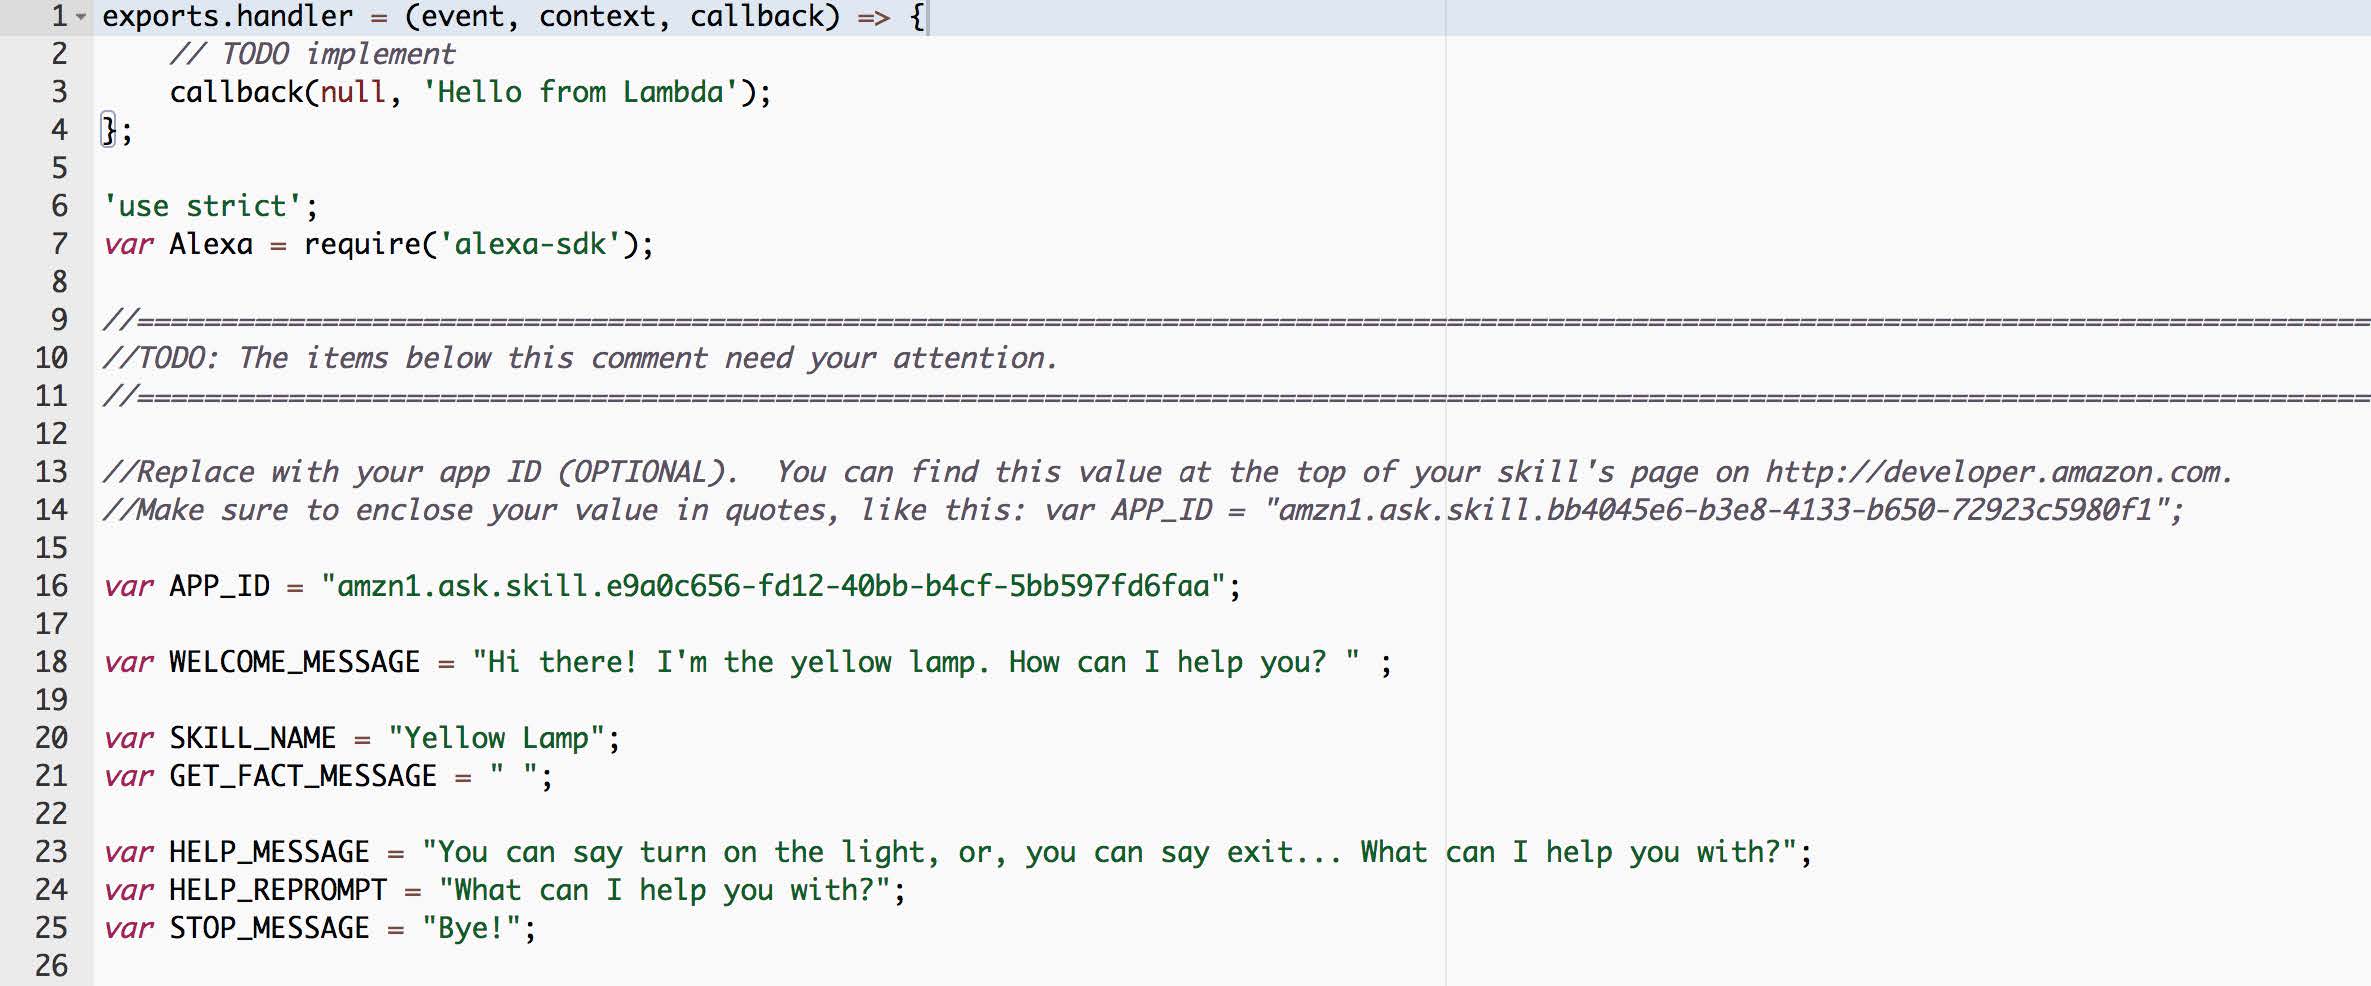 1 exports.handler = (event, context, callback) => {
2     // TODO implement
3     callback(null, 'Hello from Lambda');
4 };
5
6 'use strict';
7 var Alexa = require('alexa-sdk');
8
9 //=========================================================================================================================================
10 //TODO: The items below this comment need your attention.
11 //=========================================================================================================================================
12
13 //Replace with your app ID (OPTIONAL).  You can find this value at the top of your skill's page on http://developer.amazon.com.
14 //Make sure to enclose your value in quotes, like this: var APP_ID = "amzn1.ask.skill.bb4045e6-b3e8-4133-b650-72923c5980f1";
15
16 var APP_ID = "amzn1.ask.skill.e9a0c656-fd12-40bb-b4cf-5bb597fd6faa";
17
18 var WELCOME_MESSAGE = "Hi there! I'm the yellow lamp. How can I help you? " ;
19
20 var SKILL_NAME = "Yellow Lamp";
21 var GET_FACT_MESSAGE = " ";
22
23 var HELP_MESSAGE = "You can say turn on the light, or, you can say exit... What can I help you with?";
24 var HELP_REPROMPT = "What can I help you with?";
25 var STOP_MESSAGE = "Bye!";
26